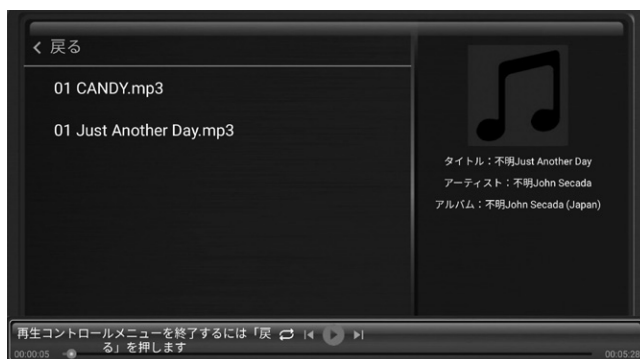 戻る
01 CANDY.mp3
01 Just Another Day.mp3
タイトル：不明Just Another Day
アーティスト：不明John Secada
アルバム：不明John Secada (Japan)
再生コントロールメニューを終了するには「戻
る」を押します
00:00:05
00:05:26